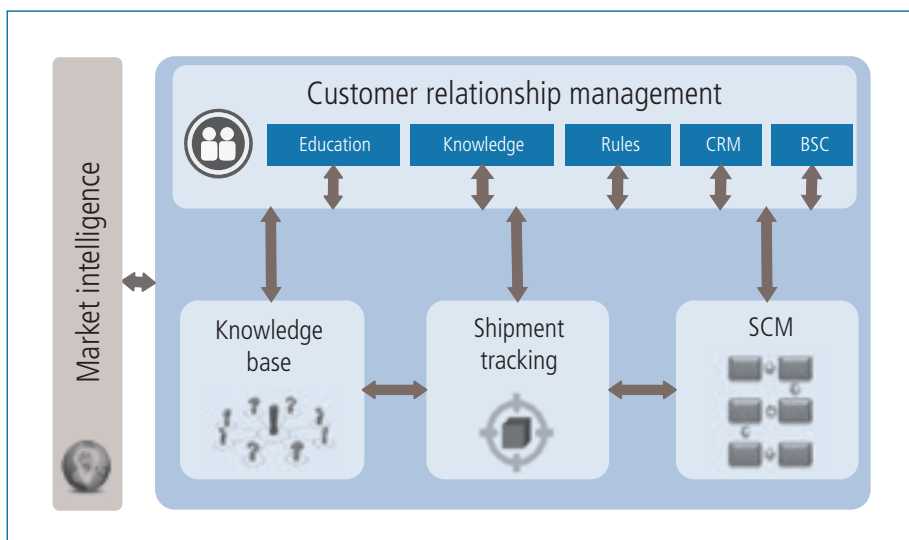 Market intelligence
Customer relationship management
Education
Knowledge
Rules
CRM
BSC
Knowledge
base
Shipment
tracking
SCM